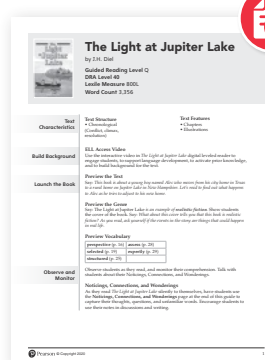 The Light at Jupiter Lake
by I.H. Diel
Guided Reading Level Q
DRA Level 40
Lexile Measure 800L
Word Count 3,256
Text
Characteristics
Text Structure
• Chronological
(Conflict, climax,
resolution)
Text Features
• Chapters
• Illustrations
Build Background
ELL Access Video
Use the interactive video in The Light at Jupiter Lake digital leveled reader to
engage students, to support language development, to activate prior knowledge,
and to build background for the text.
Launch the Book
Preview the Text
Say: This book is about a young boy named Alex who moves from his city home in Texas
to a rural home on Jupiter Lake in New Hampshire. Let's read to find out what happens
to Alex as he tries to adjust to his new home.
Preview the Genre
Say: The Light at Jupiter Lake is an example of realistic fiction. Show students
the cover of the book. Say: What about this cover tells you that this book is realistic
fiction? As you read, ask yourself if the events in the story are things that could happen
in real life.
Preview Vocabulary
perspective (p. 16)
access (p. 28)
selected (p. 19)
expertly (p. 29)
structured (p. 25)
Observe and
Monitor
Observe students as they read, and monitor their comprehension. Talk with
students about their Noticings, Connections, and Wonderings.
Noticings, Connections, and Wonderings
As they read The Light at Jupiter Lake silently to themselves, have students use
the Noticings, Connections, and Wonderings page at the end of this guide to
capture their thoughts, questions, and unfamiliar words. Encourage students to
use their notes in discussions and writing.
Pearson © Copyright 2020
1